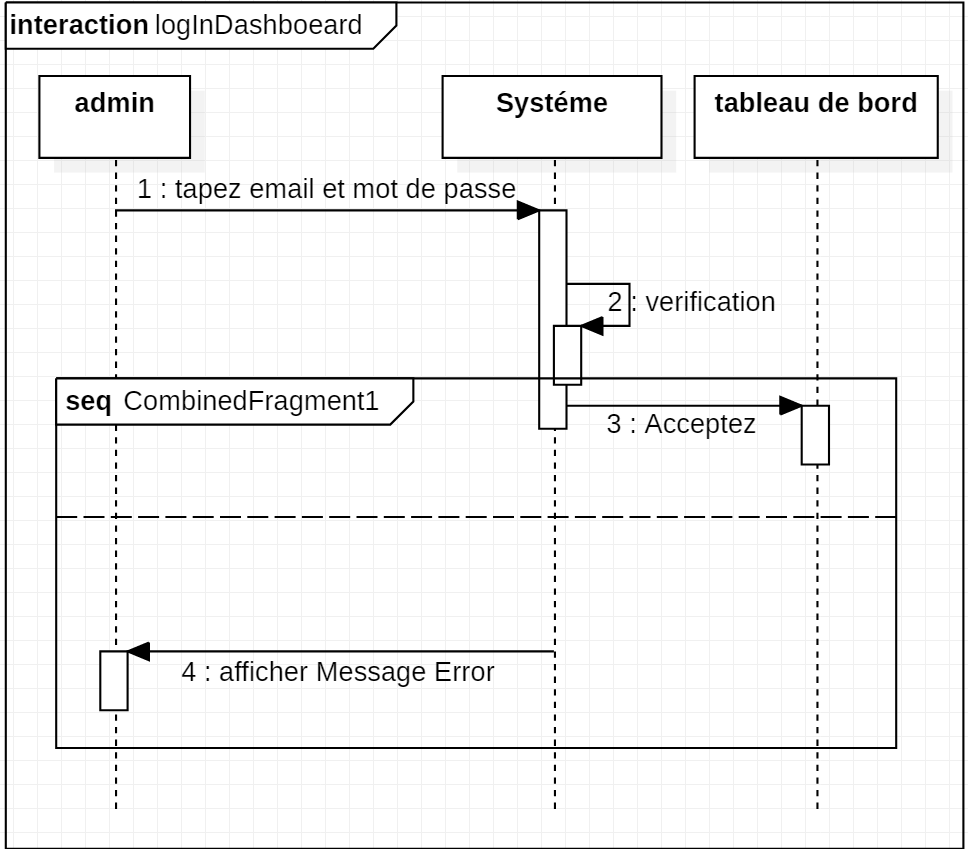 interaction logInDashboeard
admin
Systéme
tableau de bord
1 : tapez email et mot de passe
2 : verification
seq CombinedFragment1
3 : Acceptez
4 : afficher Message Error